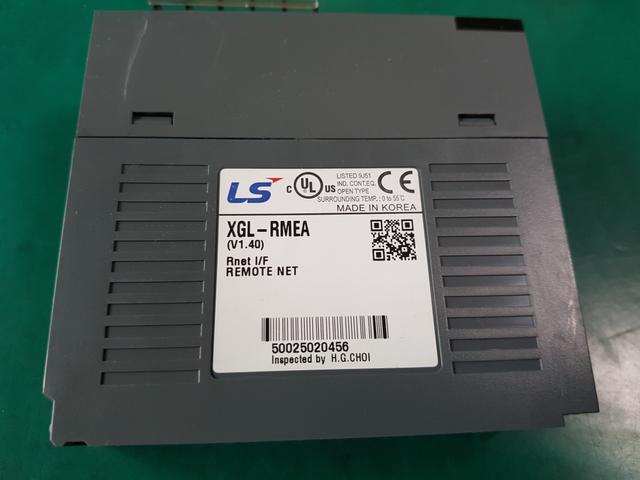 LS
C UL US
LISTED 9J51
IND. CONT.EQ.
OPEN TYPE
SURROUNDING TEMP. ; 0 to 55℃
CE
MADE IN KOREA
XGL-RMEA
(V1.40)
Rnet I/F
REMOTE NET
50025020456
Inspected by H.G.CHOI